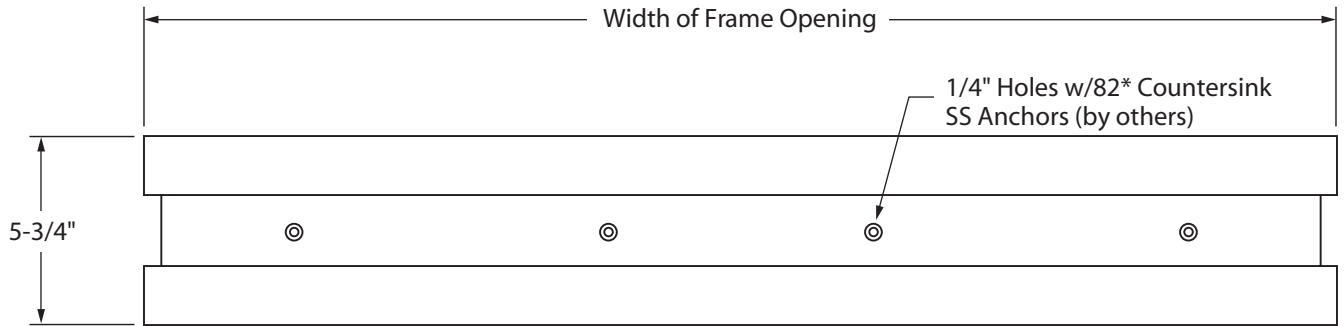 Width of Frame Opening
1/4" Holes w/82* Countersink
SS Anchors (by others)
5-3/4"